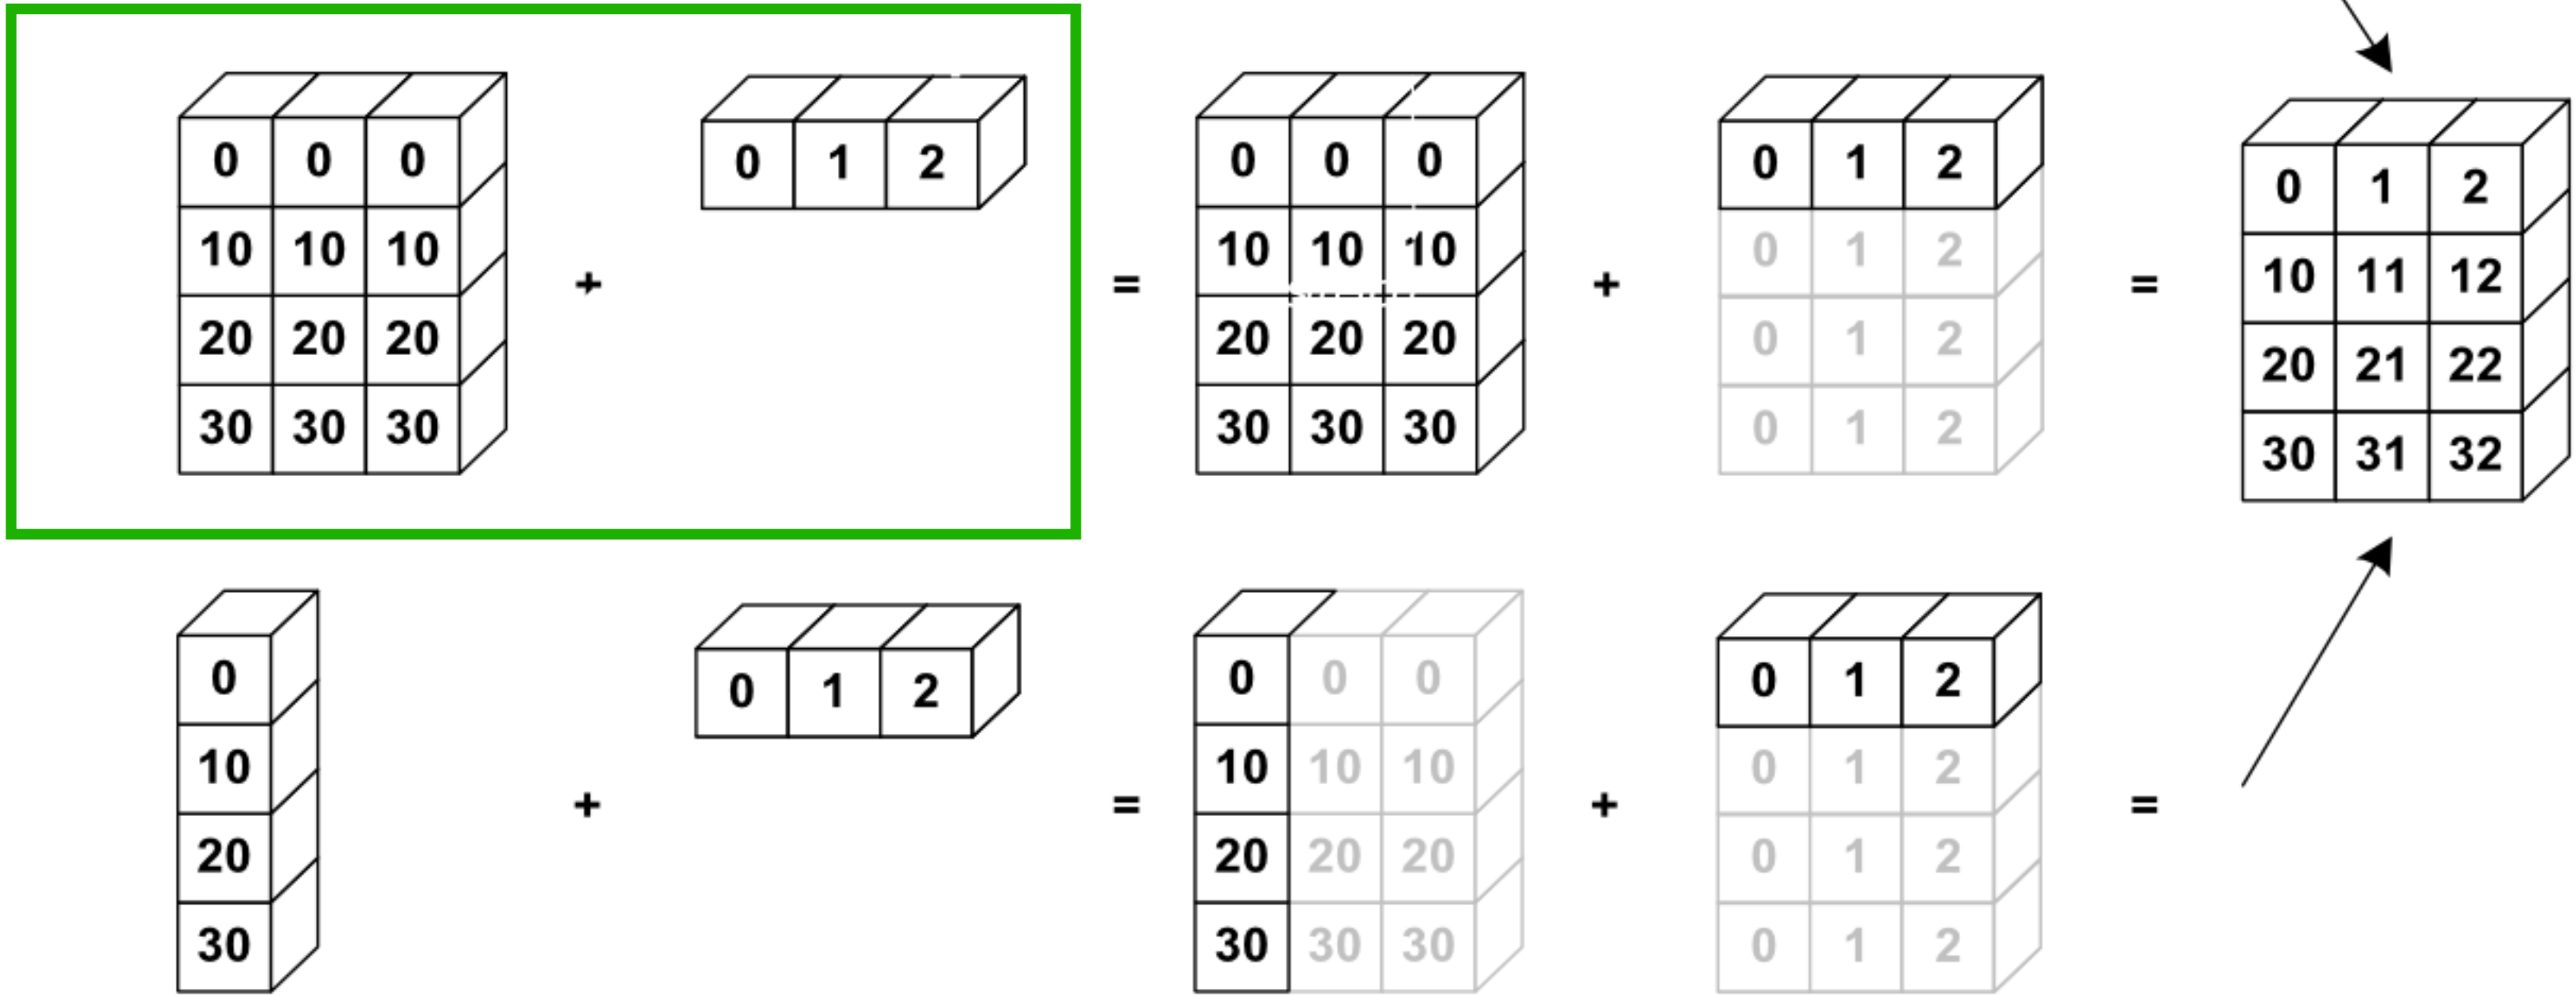 0 0 0 0 1 2 0 0 0 0 1 2 0 1 2
10 10 10 10 10 10 0 1 2 10 11 12
+ = + =
20 20 20 20 20 20 0 1 2 20 21 22
30 30 30 30 30 30 0 1 2 30 31 32
0 0 1 2 0 0 0 0 1 2
10 10 10 10 0 1 2
+ = + =
20 20 20 20 0 1 2
30 30 30 30 0 1 2